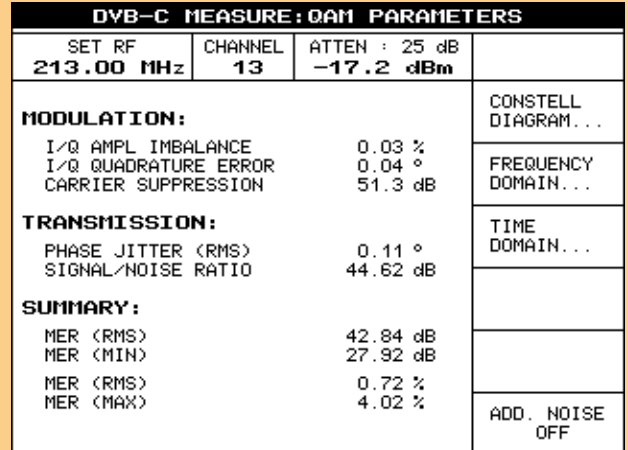 DVB-C MEASURE:QAM PARAMETERS
SET RF CHANNEL ATTEN : 25 dB
213.00 MHz 13 -17.2 dBm
CONSTELL
DIAGRAM...
FREQUENCY
DOMAIN...
TIME
DOMAIN...
ADD. NOISE
OFF
MODULATION:
I/Q AMPL IMBALANCE 0.03 %
I/Q QUADRATURE ERROR 0.04 °
CARRIER SUPPRESSION 51.3 dB
TRANSMISSION:
PHASE JITTER (RMS) 0.11 °
SIGNAL/NOISE RATIO 44.62 dB
SUMMARY:
MER (RMS) 42.84 dB
MER (MIN) 27.92 dB
MER (RMS) 0.72 %
MER (MAX) 4.02 %